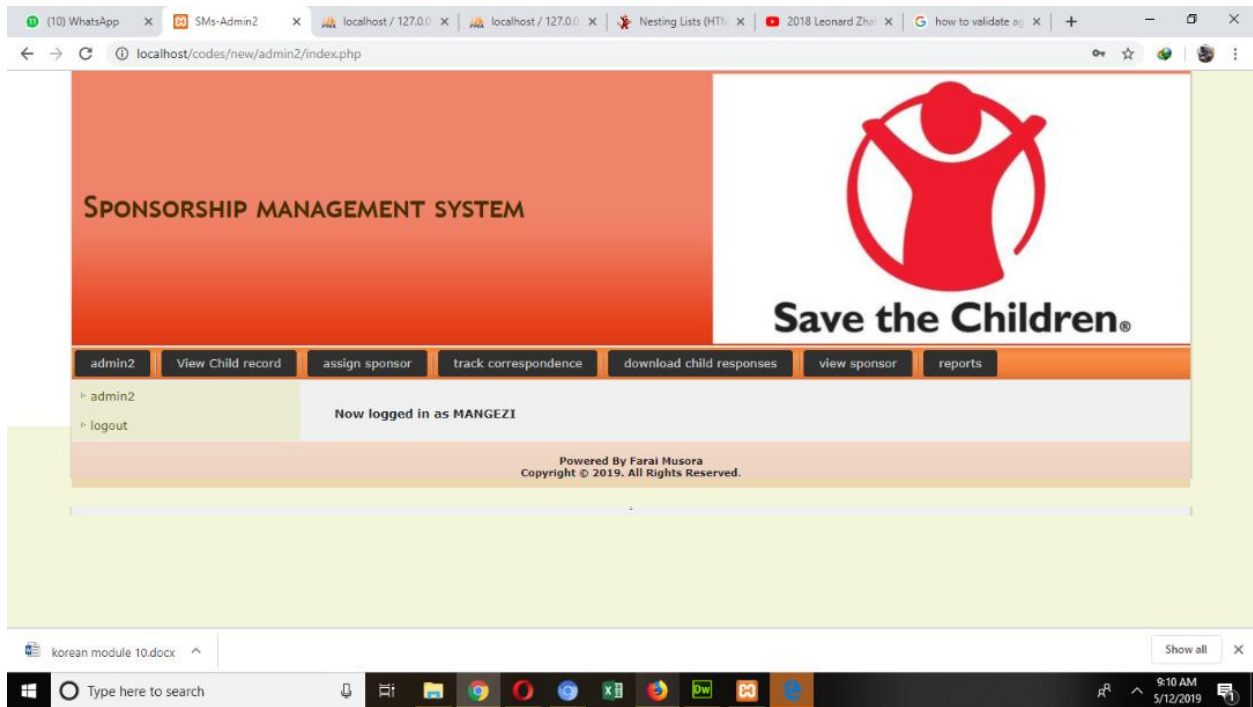 (10) WhatsApp
SMs-Admin2
localhost / 127.0.0
localhost / 127.0.0
Nesting Lists (HTM
2018 Leonard Zha
how to validate ag
localhost/codes/new/admin2/index.php
SPONSORSHIP MANAGEMENT SYSTEM
Save the Children®
admin2 View Child record assign sponsor track correspondence download child responses view sponsor reports
admin2
logout
Now logged in as MANGEZI
Powered By Farai Musora
Copyright © 2019. All Rights Reserved.
korean module 10.docx
Show all
Type here to search
Dw
9:10 AM
5/12/2019